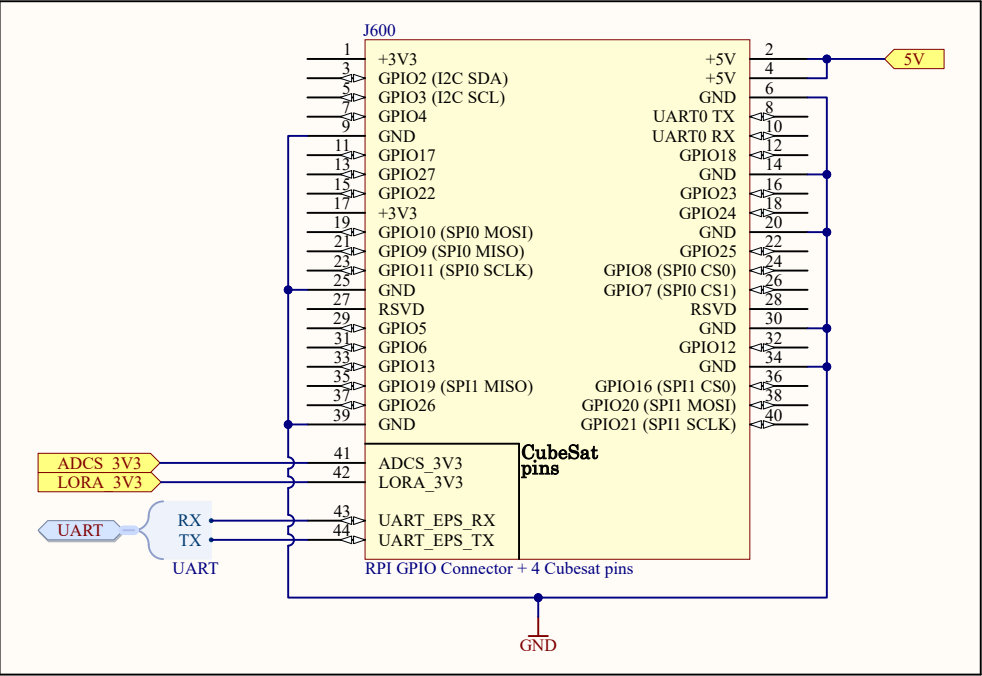 J600
1 +3V3 +5V 2 5V
3 GPIO2 (I2C SDA) +5V 4
5 GPIO3 (I2C SCL) GND 6
7 GPIO4 UART0 TX 8
9 GND UART0 RX 10
11 GPIO17 GPIO18 12
13 GPIO27 GND 14
15 GPIO22 GPIO23 16
17 +3V3 GPIO24 18
19 GPIO10 (SPI0 MOSI) GND 20
21 GPIO9 (SPI0 MISO) GPIO25 22
23 GPIO11 (SPI0 SCLK) GPIO8 (SPI0 CS0) 24
25 GND GPIO7 (SPI0 CS1) 26
27 RSVD RSVD 28
29 GPIO5 GND 30
31 GPIO6 GPIO12 32
33 GPIO13 GND 34
35 GPIO19 (SPI1 MISO) GPIO16 (SPI1 CS0) 36
37 GPIO26 GPIO20 (SPI1 MOSI) 38
39 GND GPIO21 (SPI1 SCLK) 40
CubeSat
pins
ADCS_3V3 41 ADCS_3V3
LORA_3V3 42 LORA_3V3
RX 43 UART_EPS_RX
UART
TX 44 UART_EPS_TX
UART
RPI GPIO Connector + 4 Cubesat pins
GND